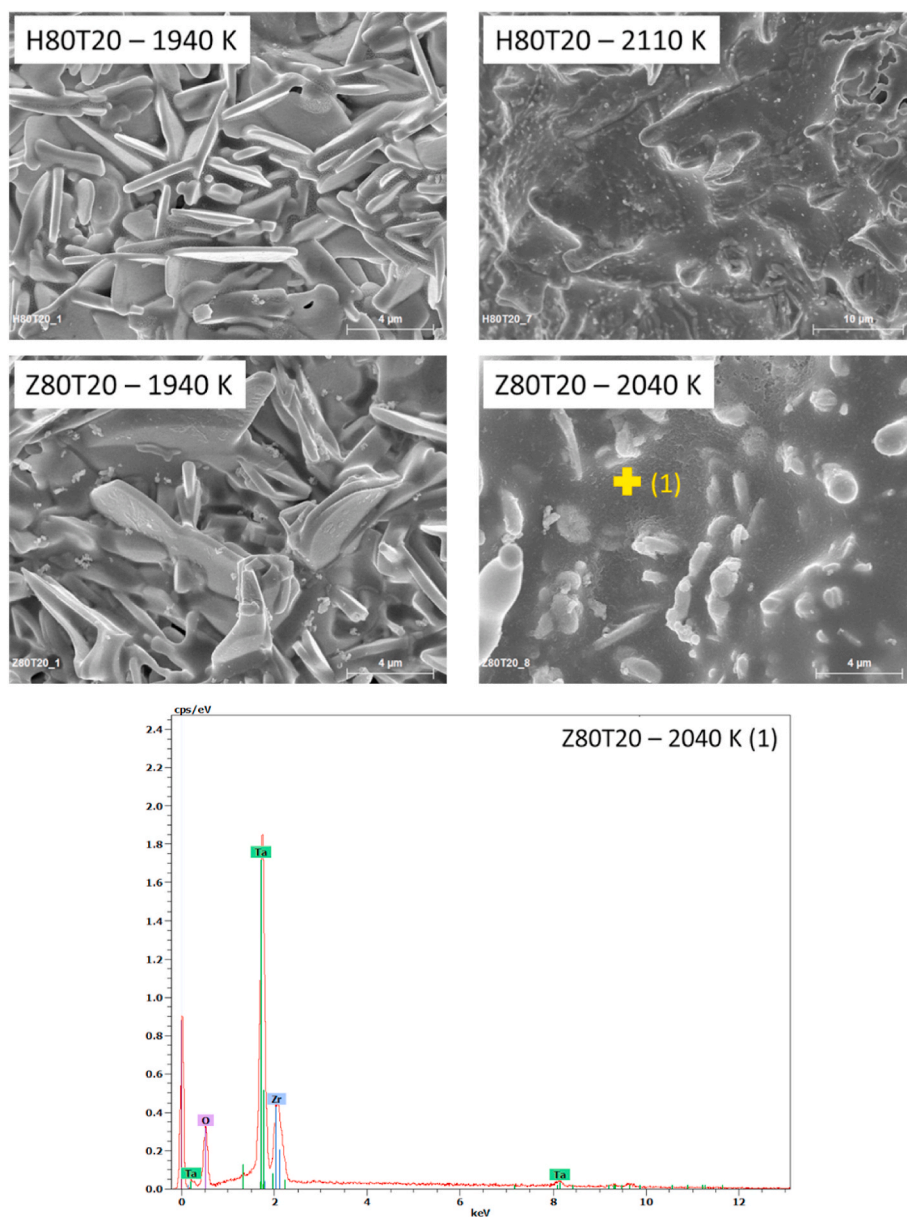 H80T20 – 1940 K
H80T20_1
4 µm
H80T20 – 2110 K
H80T20_7
10 µm
Z80T20 – 1940 K
Z80T20_1
4 µm
Z80T20 – 2040 K
(1)
Z80T20_8
4 µm
cps/eV
Z80T20 – 2040 K (1)
2.4
2.2
2.0
1.8
1.6
1.4
1.2
1.0
0.8
0.6
0.4
0.2
0.0
Ta
O
Ta
Zr
Ta
0
2
4
6
8
10
12
keV